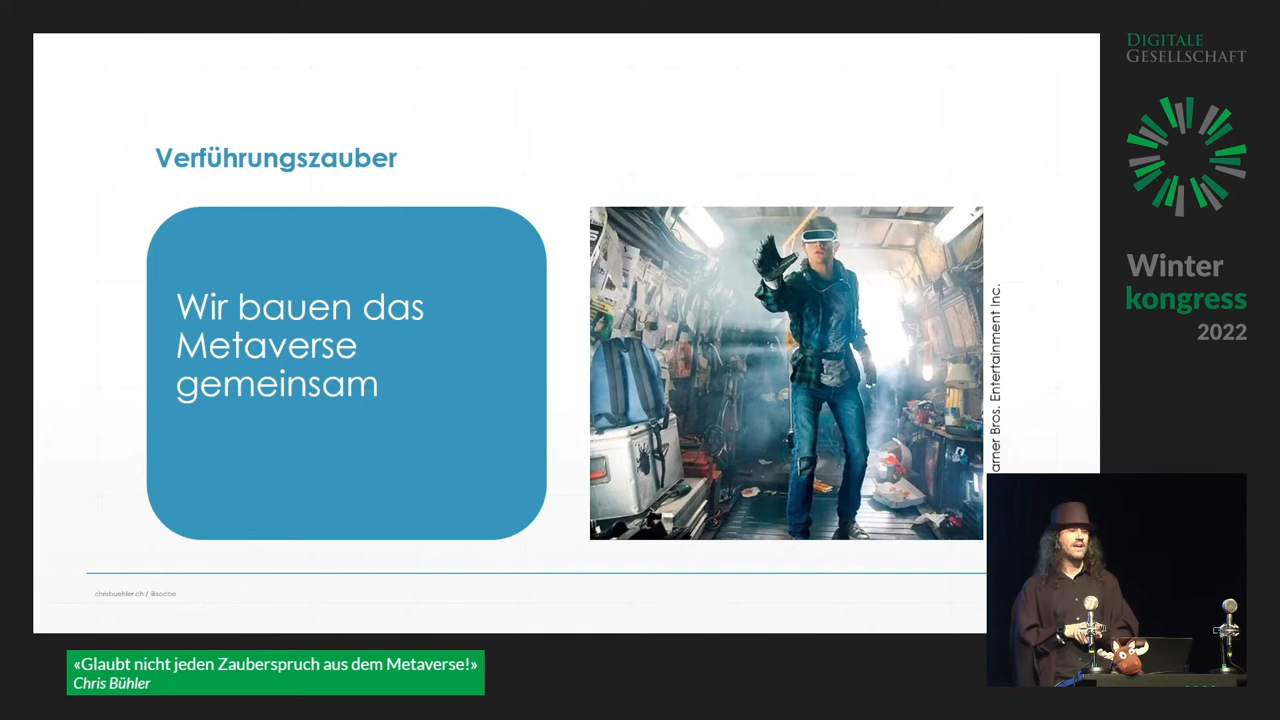 DIGITALE
GESELLSCHAFT
Verführungszauber
Wir bauen das
Metaverse
gemeinsam
arner Bros. Entertainment Inc.
Winter
kongress
2022
chrisbuehler.ch / @socbe
«Glaubt nicht jeden Zauberspruch aus dem Metaverse!»
Chris Bühler